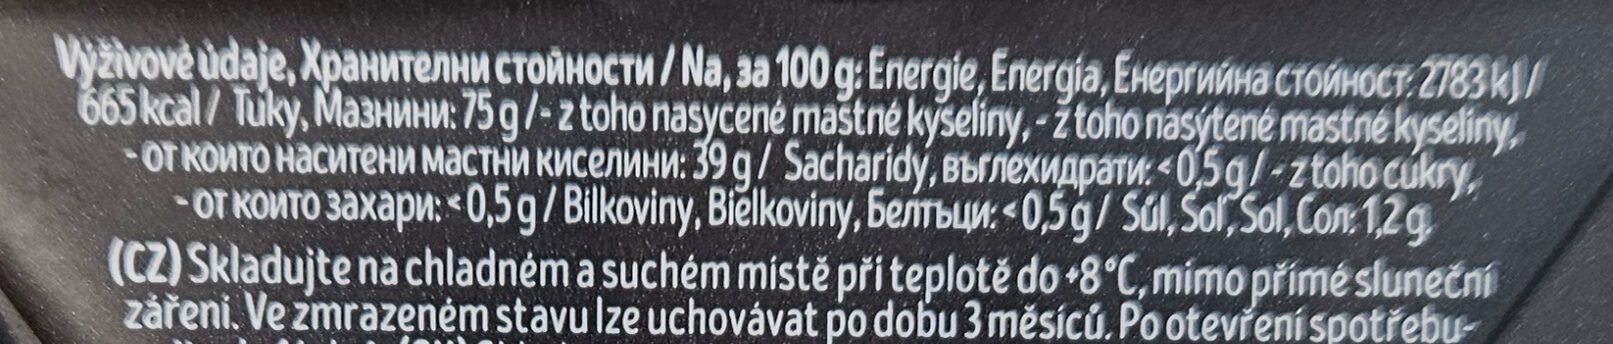 Výživové údaje, Хранителни стойности / Na, за 100 g: Energie, Energia, Енергийна стойност: 2783 kJ /
665 kcal / Tuky, Мазнини: 75 g / - z toho nasycené mastné kyseliny, - z toho nasýtené mastné kyseliny,
- от които наситени мастни киселини: 39 g / Sacharidy, въглехидрати: < 0,5 g / - z toho cukry,
- от които захари: < 0,5 g / Bílkoviny, Bielkoviny, Белтъци: < 0,5 g / Sůl, Soľ, Sol, Сол: 1,2 g.
(CZ) Skladujte na chladném a suchém místě při teplotě do +8 °C, mimo přímé sluneční
záření. Ve zmrazeném stavu lze uchovávat po dobu 3 měsíců. Po otevření spotřebu-